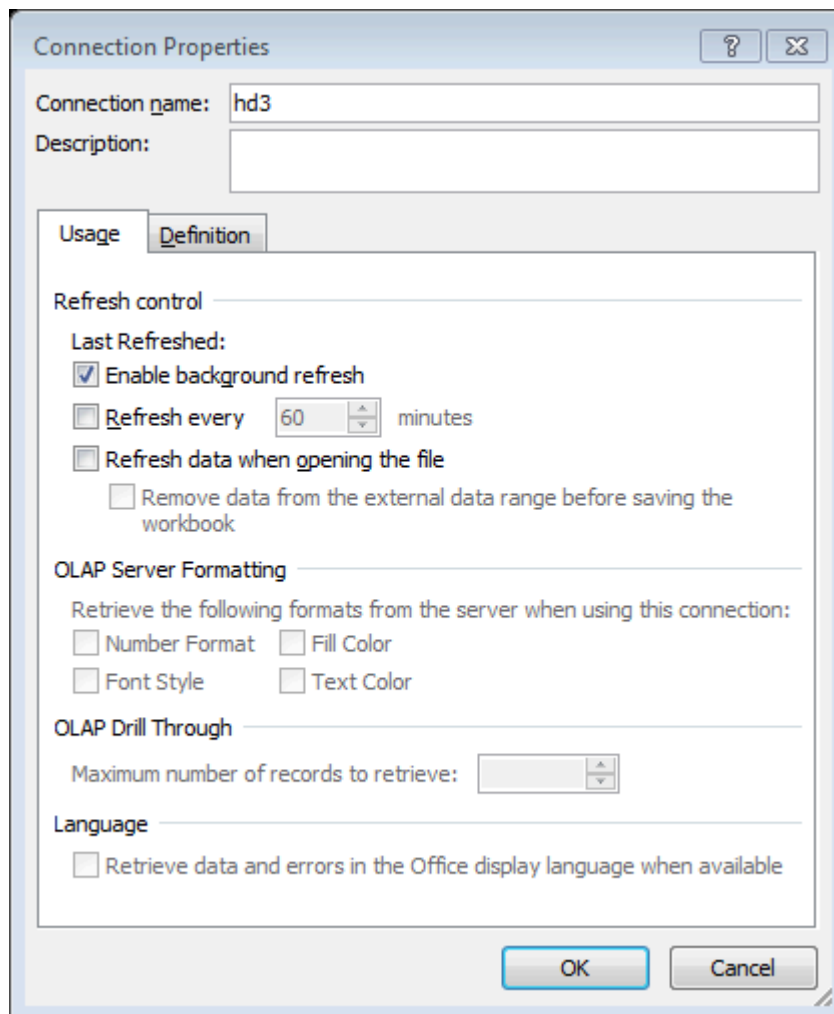 Connection Properties
Connection name: hd3
Description:
Usage Definition
Refresh control
Last Refreshed:
Enable background refresh
Refresh every 60 minutes
Refresh data when opening the file
Remove data from the external data range before saving the
workbook
OLAP Server Formatting
Retrieve the following formats from the server when using this connection:
Number Format Fill Color
Font Style Text Color
OLAP Drill Through
Maximum number of records to retrieve:
Language
Retrieve data and errors in the Office display language when available
OK Cancel